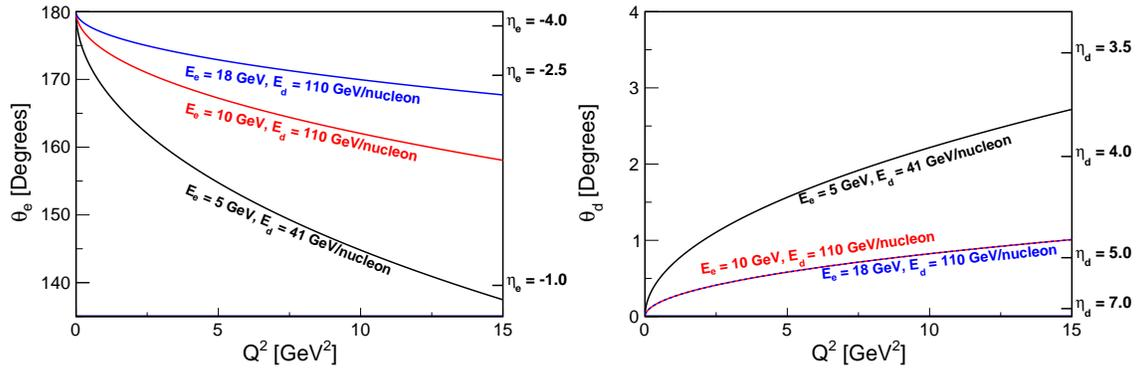 180
170
160
150
140
θe [Degrees]
0
5
10
15
Q2 [GeV2]
ηe = -4.0
ηe = -2.5
ηe = -1.0
Ee = 18 GeV, Ed = 110 GeV/nucleon
Ee = 10 GeV, Ed = 110 GeV/nucleon
Ee = 5 GeV, Ed = 41 GeV/nucleon
4
3
2
1
0
θd [Degrees]
0
5
10
15
Q2 [GeV2]
ηd = 3.5
ηd = 4.0
ηd = 5.0
ηd = 7.0
Ee = 5 GeV, Ed = 41 GeV/nucleon
Ee = 10 GeV, Ed = 110 GeV/nucleon
Ee = 18 GeV, Ed = 110 GeV/nucleon